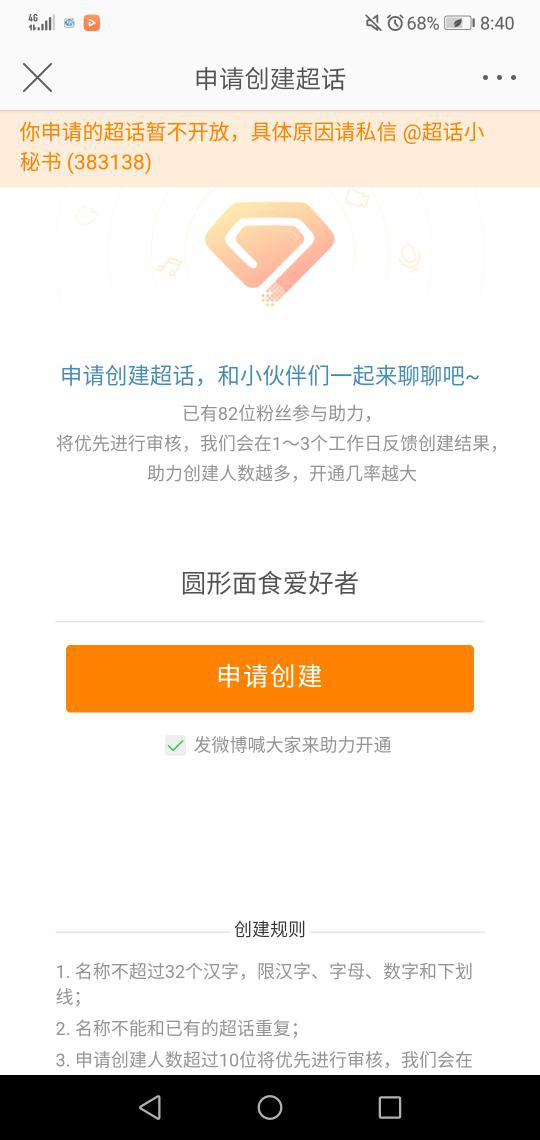 4G
68%
8:40
申请创建超话
你申请的超话暂不开放，具体原因请私信 @超话小
秘书 (383138)
申请创建超话，和小伙伴们一起来聊聊吧~
已有82位粉丝参与助力，
将优先进行审核，我们会在1～3个工作日反馈创建结果，
助力创建人数越多，开通几率越大
圆形面食爱好者
申请创建
发微博喊大家来助力开通
创建规则
1. 名称不超过32个汉字，限汉字、字母、数字和下划
线；
2. 名称不能和已有的超话重复；
3. 申请创建人数超过10位将优先进行审核，我们会在